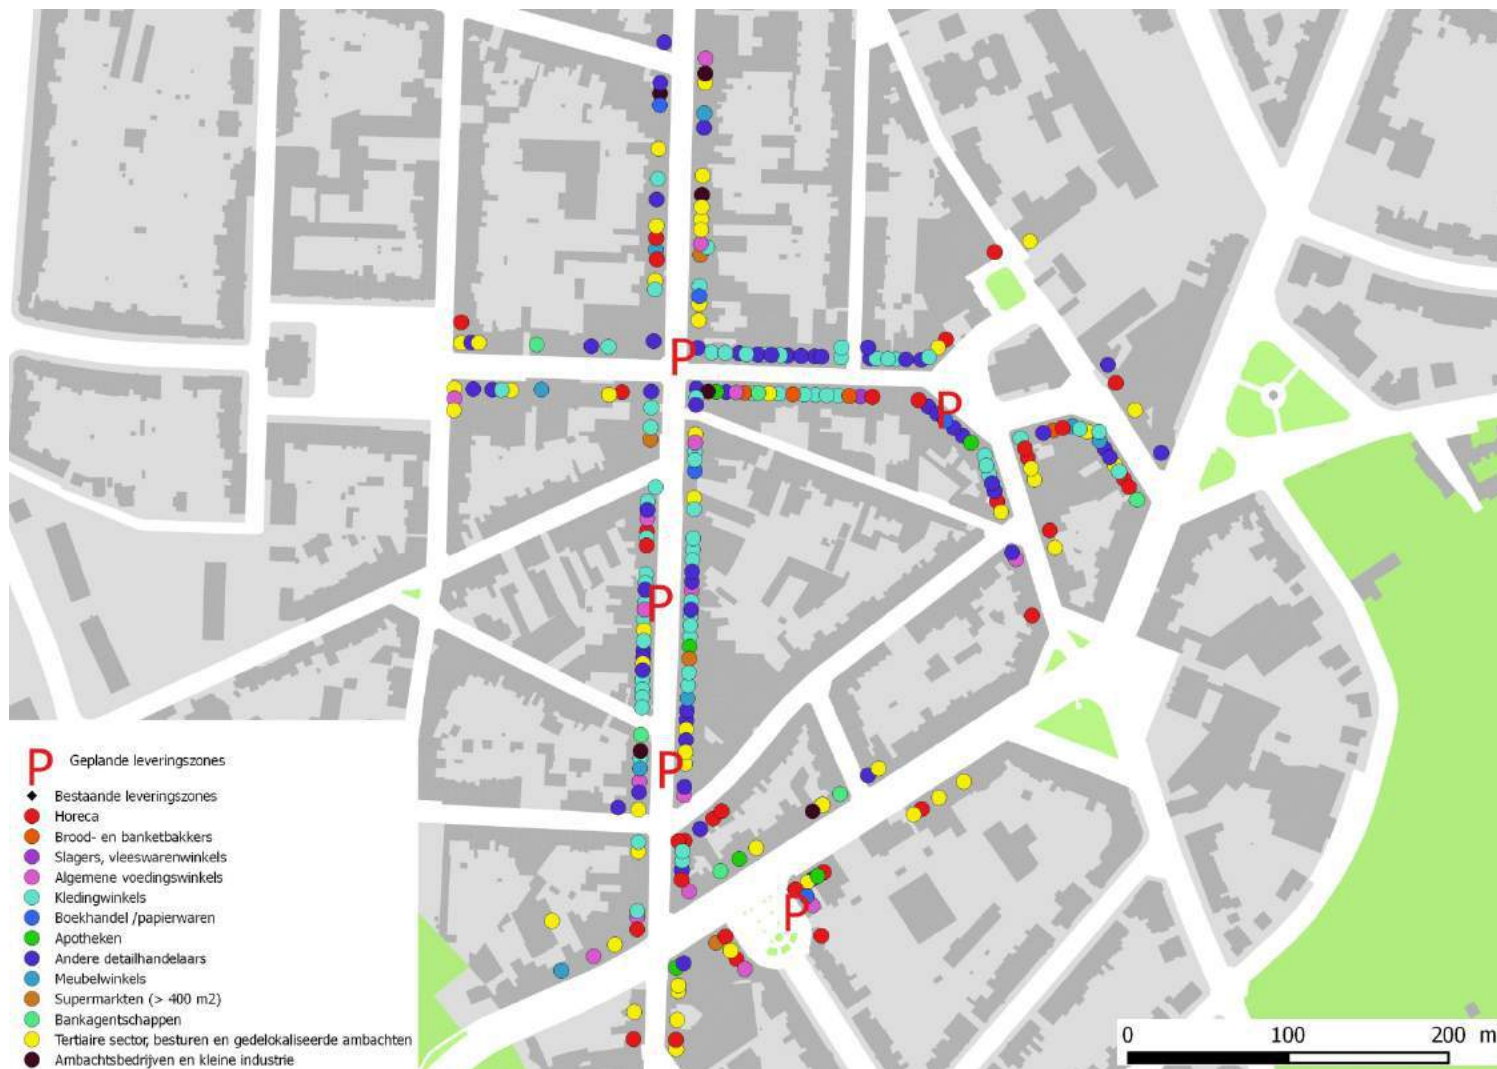 P
P
P
P
P
P Geplande leveringszones
Bestaande leveringszones
Horeca
Brood- en banketbakkers
Slagers, vleeswarenwinkels
Algemene voedingswinkels
Kledingwinkels
Boekhandel /papierwaren
Apotheken
Andere detailhandelaars
Meubelwinkels
Supermarkten (> 400 m2)
Bankagentschappen
Tertiaire sector, besturen en gedelokaliseerde ambachten
Ambachtsbedrijven en kleine industrie
0 100 200 m